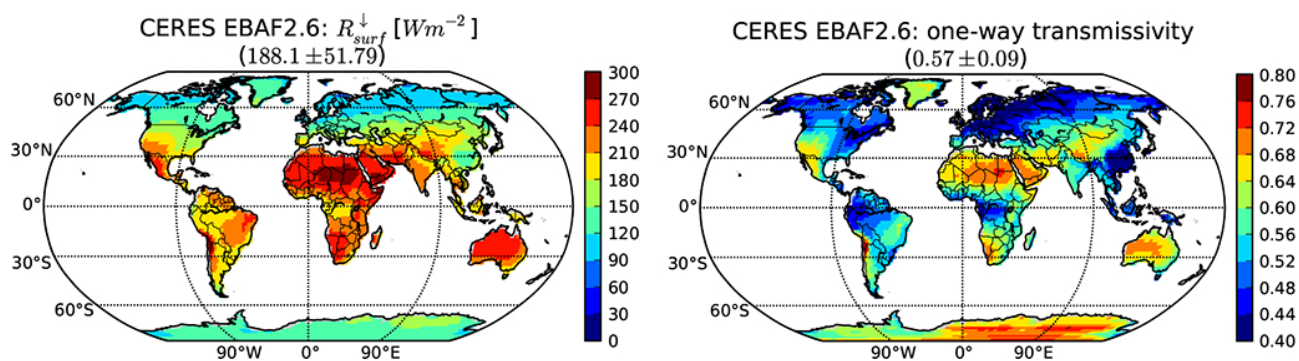 CERES EBAF2.6: R↓surf [Wm−2]
(188.1±51.79)
60°N
30°N
0°
30°S
60°S
90°W 0° 90°E
300
270
240
210
180
150
120
90
60
30
0
CERES EBAF2.6: one-way transmissivity
(0.57±0.09)
60°N
30°N
0°
30°S
60°S
90°W 0° 90°E
0.80
0.76
0.72
0.68
0.64
0.60
0.56
0.52
0.48
0.44
0.40